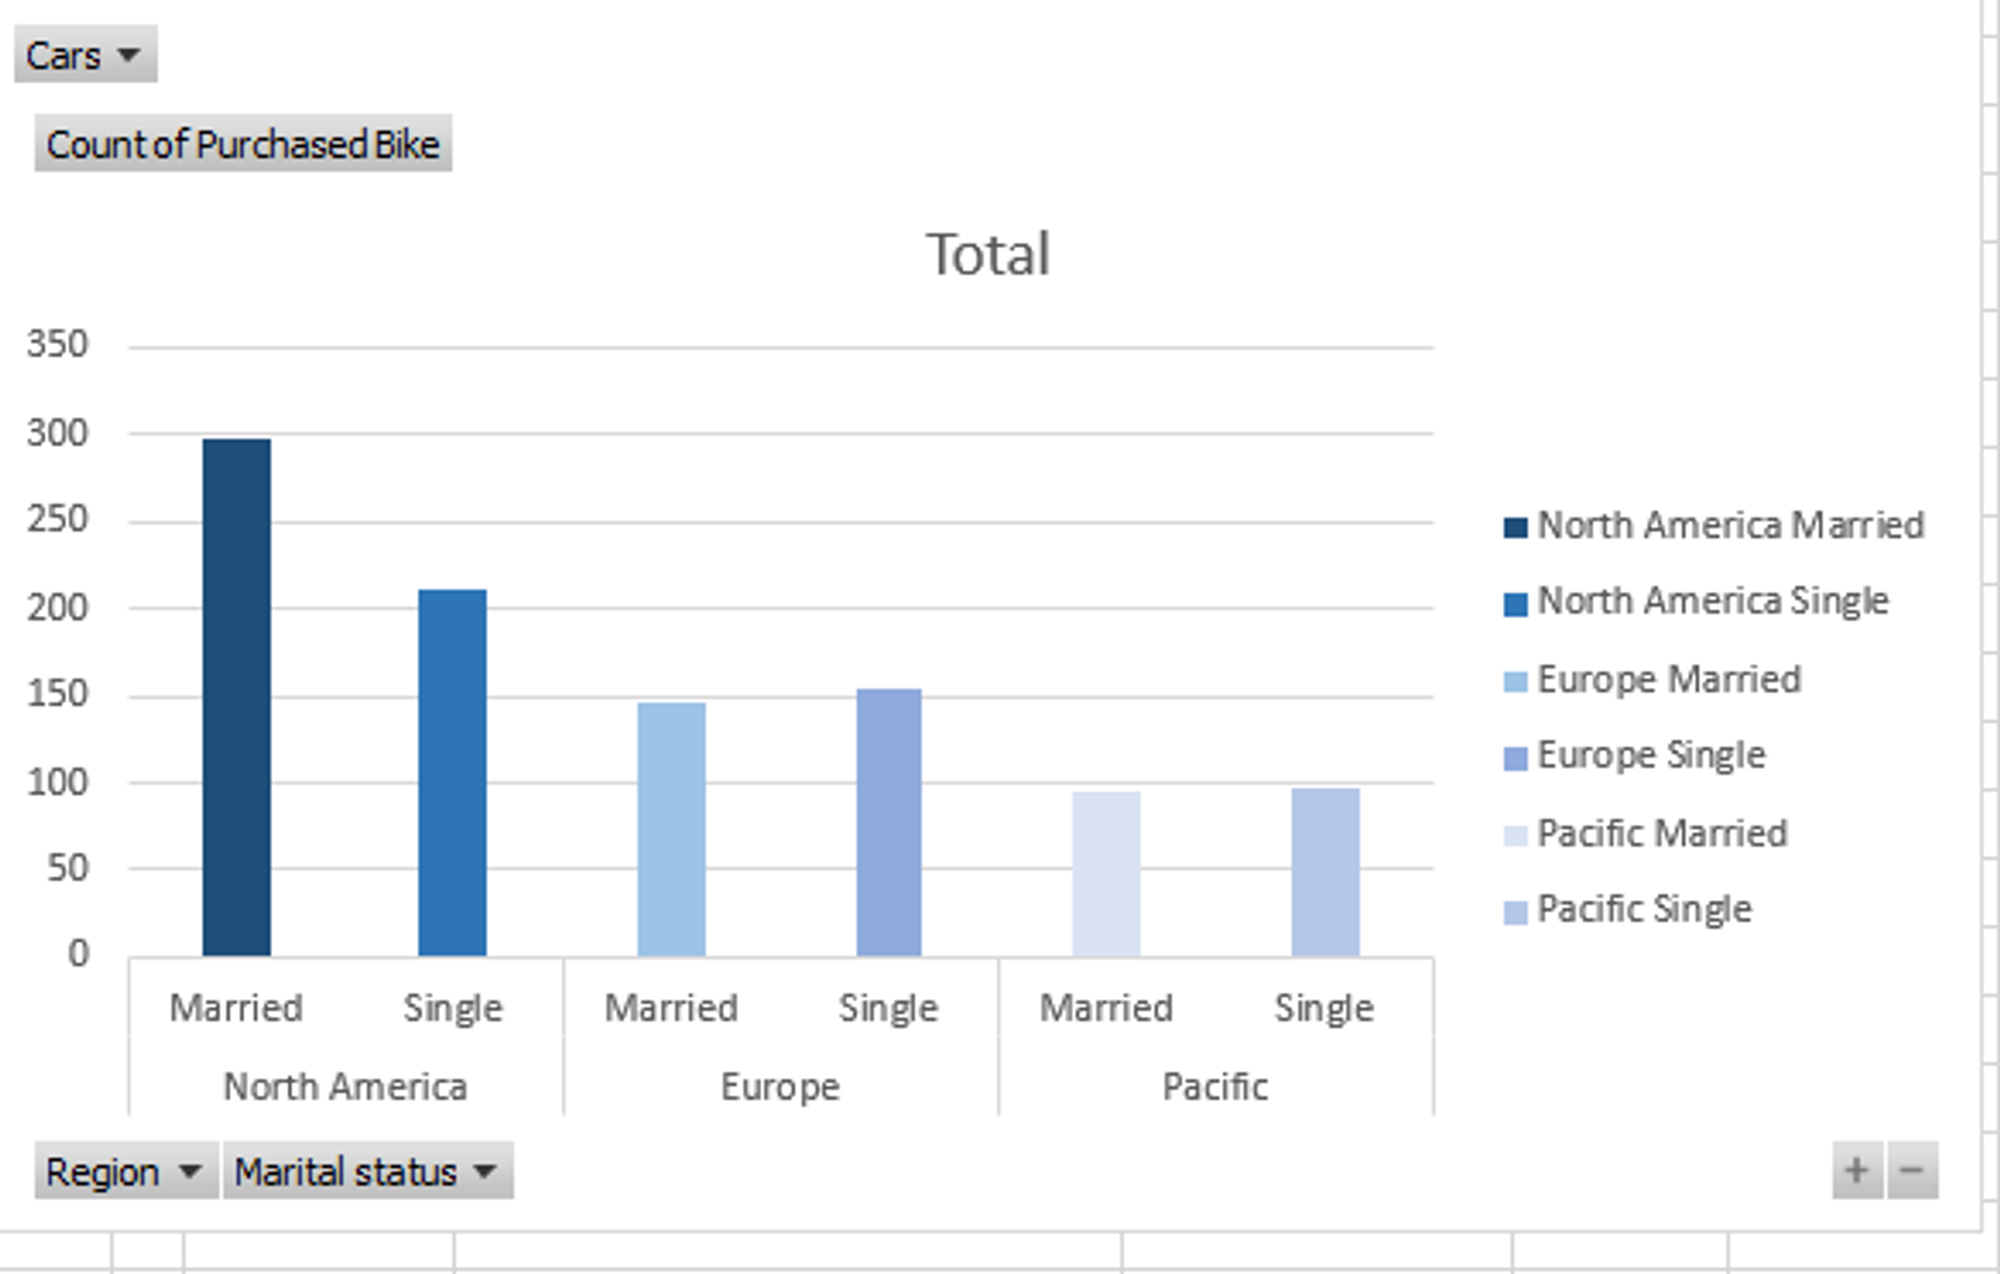 Cars
Count of Purchased Bike
Total
350
300
250
200
150
100
50
0
North America Married
North America Single
Europe Married
Europe Single
Pacific Married
Pacific Single
Married Single Married Single Married Single
North America Europe Pacific
Region Marital status + −